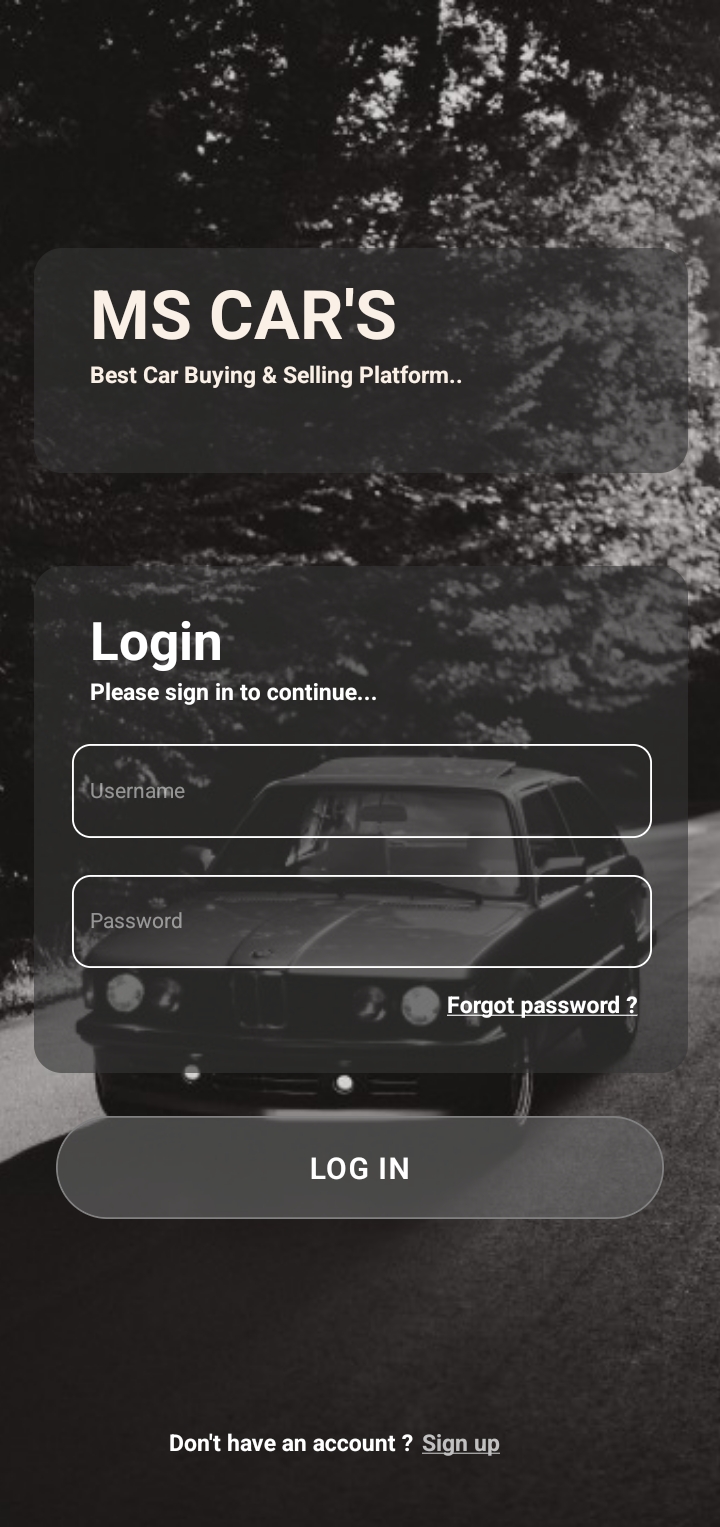 MS CAR'S
Best Car Buying & Selling Platform..
Login
Please sign in to continue...
Username
Password
Forgot password ?
LOG IN
Don't have an account ? Sign up